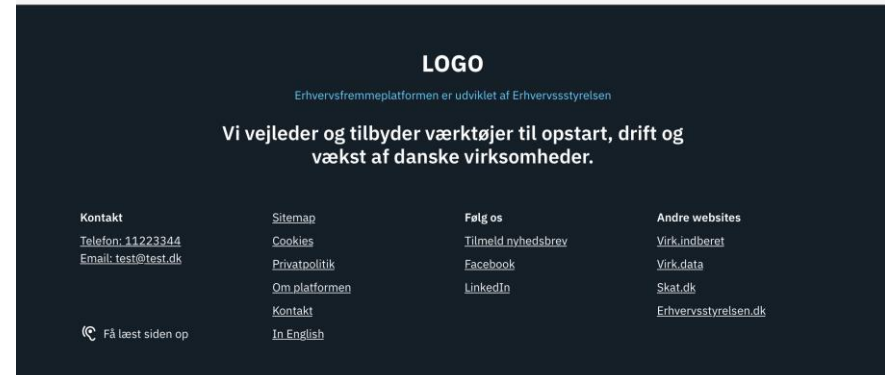 LOGO
Erhvervsfremmeplatformen er udviklet af Erhvervssstyrelsen
Vi vejleder og tilbyder værktøjer til opstart, drift og
vækst af danske virksomheder.
Kontakt
Telefon: 11223344
Email: test@test.dk
Få læst siden op
Sitemap
Cookies
Privatpolitik
Om platformen
Kontakt
In English
Følg os
Tilmeld nyhedsbrev
Facebook
LinkedIn
Andre websites
Virk.indberet
Virk.data
Skat.dk
Erhvervsstyrelsen.dk